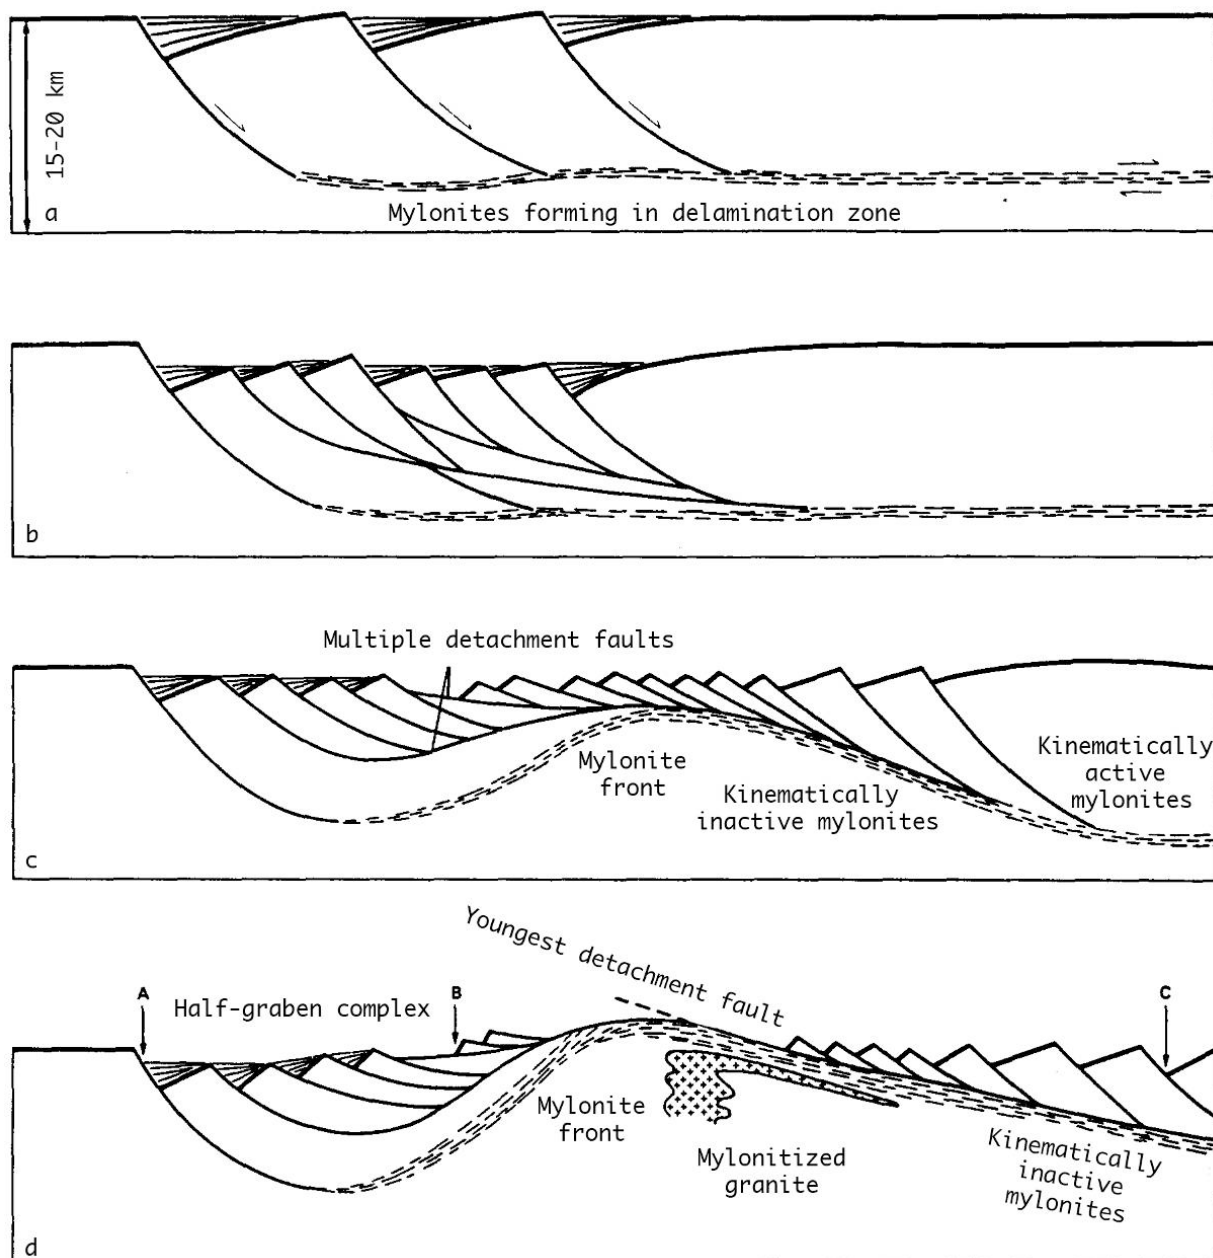 15-20 km
a
Mylonites forming in delamination zone
b
Multiple detachment faults
Mylonite
front
Kinematically
inactive mylonites
Kinematically
active
mylonites
c
Youngest detachment fault
A
Half-graben complex
B
C
Mylonite
front
Mylonitized
granite
Kinematically
inactive
mylonites
d